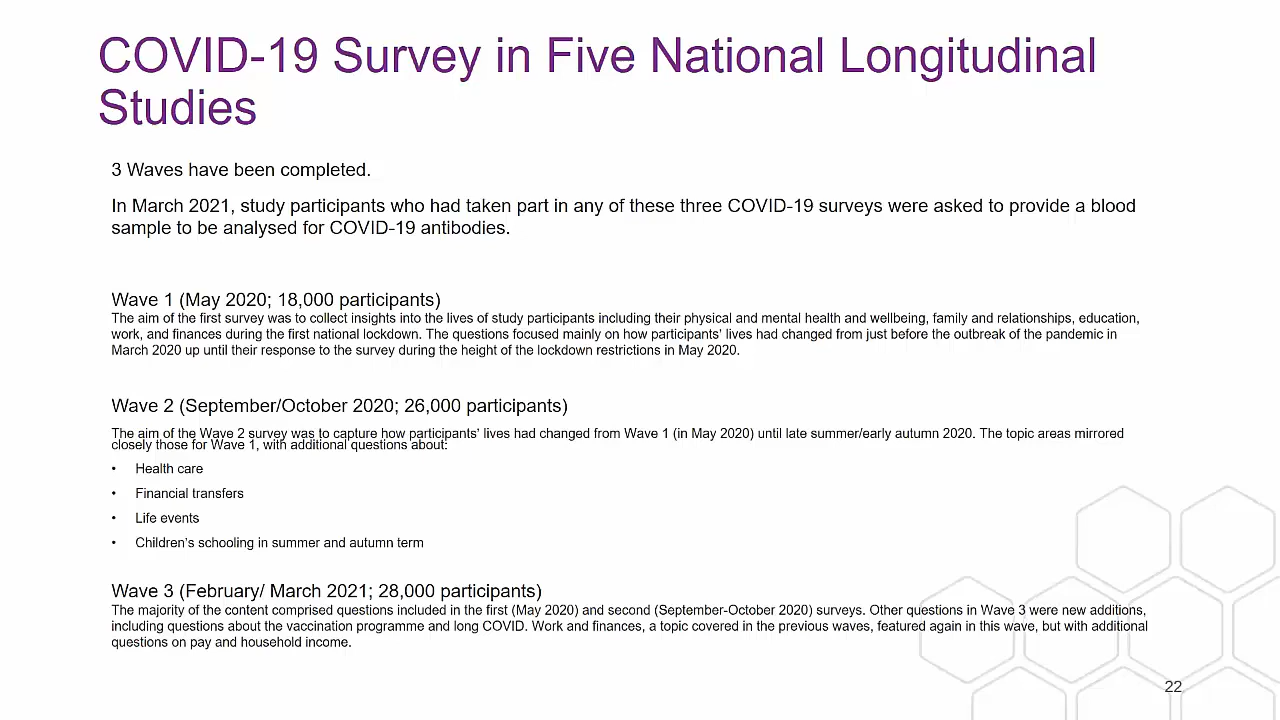 COVID-19 Survey in Five National Longitudinal
Studies
3 Waves have been completed.
In March 2021, study participants who had taken part in any of these three COVID-19 surveys were asked to provide a blood
sample to be analysed for COVID-19 antibodies.
Wave 1 (May 2020; 18,000 participants)
The aim of the first survey was to collect insights into the lives of study participants including their physical and mental health and wellbeing, family and relationships, education,
work, and finances during the first national lockdown. The questions focused mainly on how participants' lives had changed from just before the outbreak of the pandemic in
March 2020 up until their response to the survey during the height of the lockdown restrictions in May 2020.
Wave 2 (September/October 2020; 26,000 participants)
The aim of the Wave 2 survey was to capture how participants' lives had changed from Wave 1 (in May 2020) until late summer/early autumn 2020. The topic areas mirrored
closely those for Wave 1, with additional questions about:
• Health care
• Financial transfers
• Life events
• Children's schooling in summer and autumn term
Wave 3 (February/ March 2021; 28,000 participants)
The majority of the content comprised questions included in the first (May 2020) and second (September-October 2020) surveys. Other questions in Wave 3 were new additions,
including questions about the vaccination programme and long COVID. Work and finances, a topic covered in the previous waves, featured again in this wave, but with additional
questions on pay and household income.
22